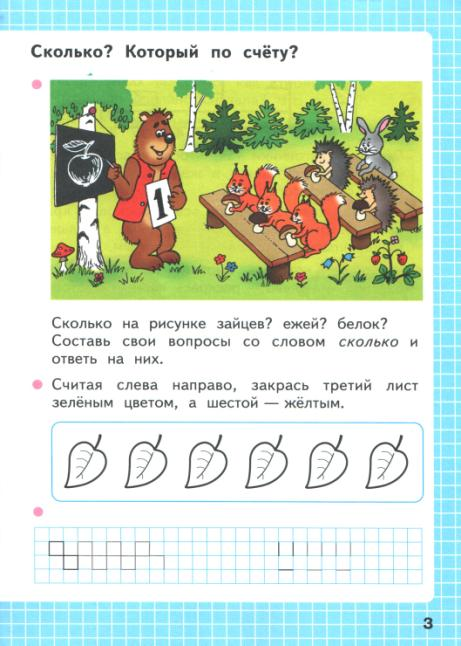 Сколько? Который по счёту?
1
Сколько на рисунке зайцев? ежей? белок?
Составь свои вопросы со словом сколько и
ответь на них.
Считая слева направо, закрась третий лист
зелёным цветом, а шестой — жёлтым.
3